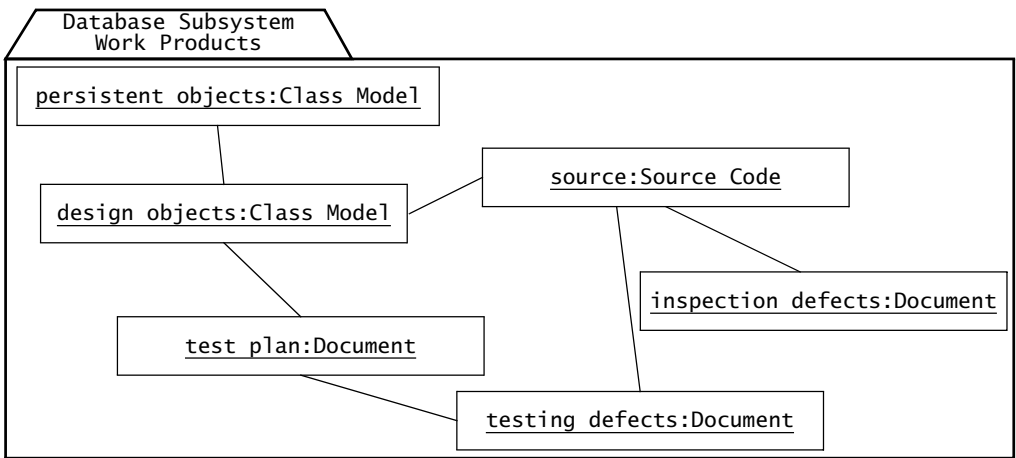 Database Subsystem
Work Products
persistent objects:Class Model
source:Source Code
design objects:Class Model
inspection defects:Document
test plan:Document
testing defects:Document